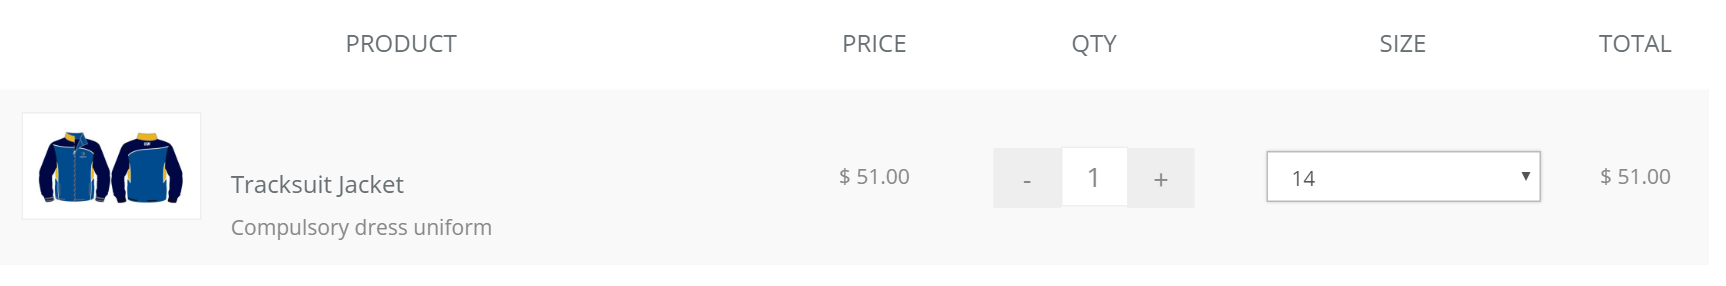 PRODUCT PRICE QTY SIZE TOTAL
Tracksuit Jacket $ 51.00 - 1 + 14 ▼ $ 51.00
Compulsory dress uniform